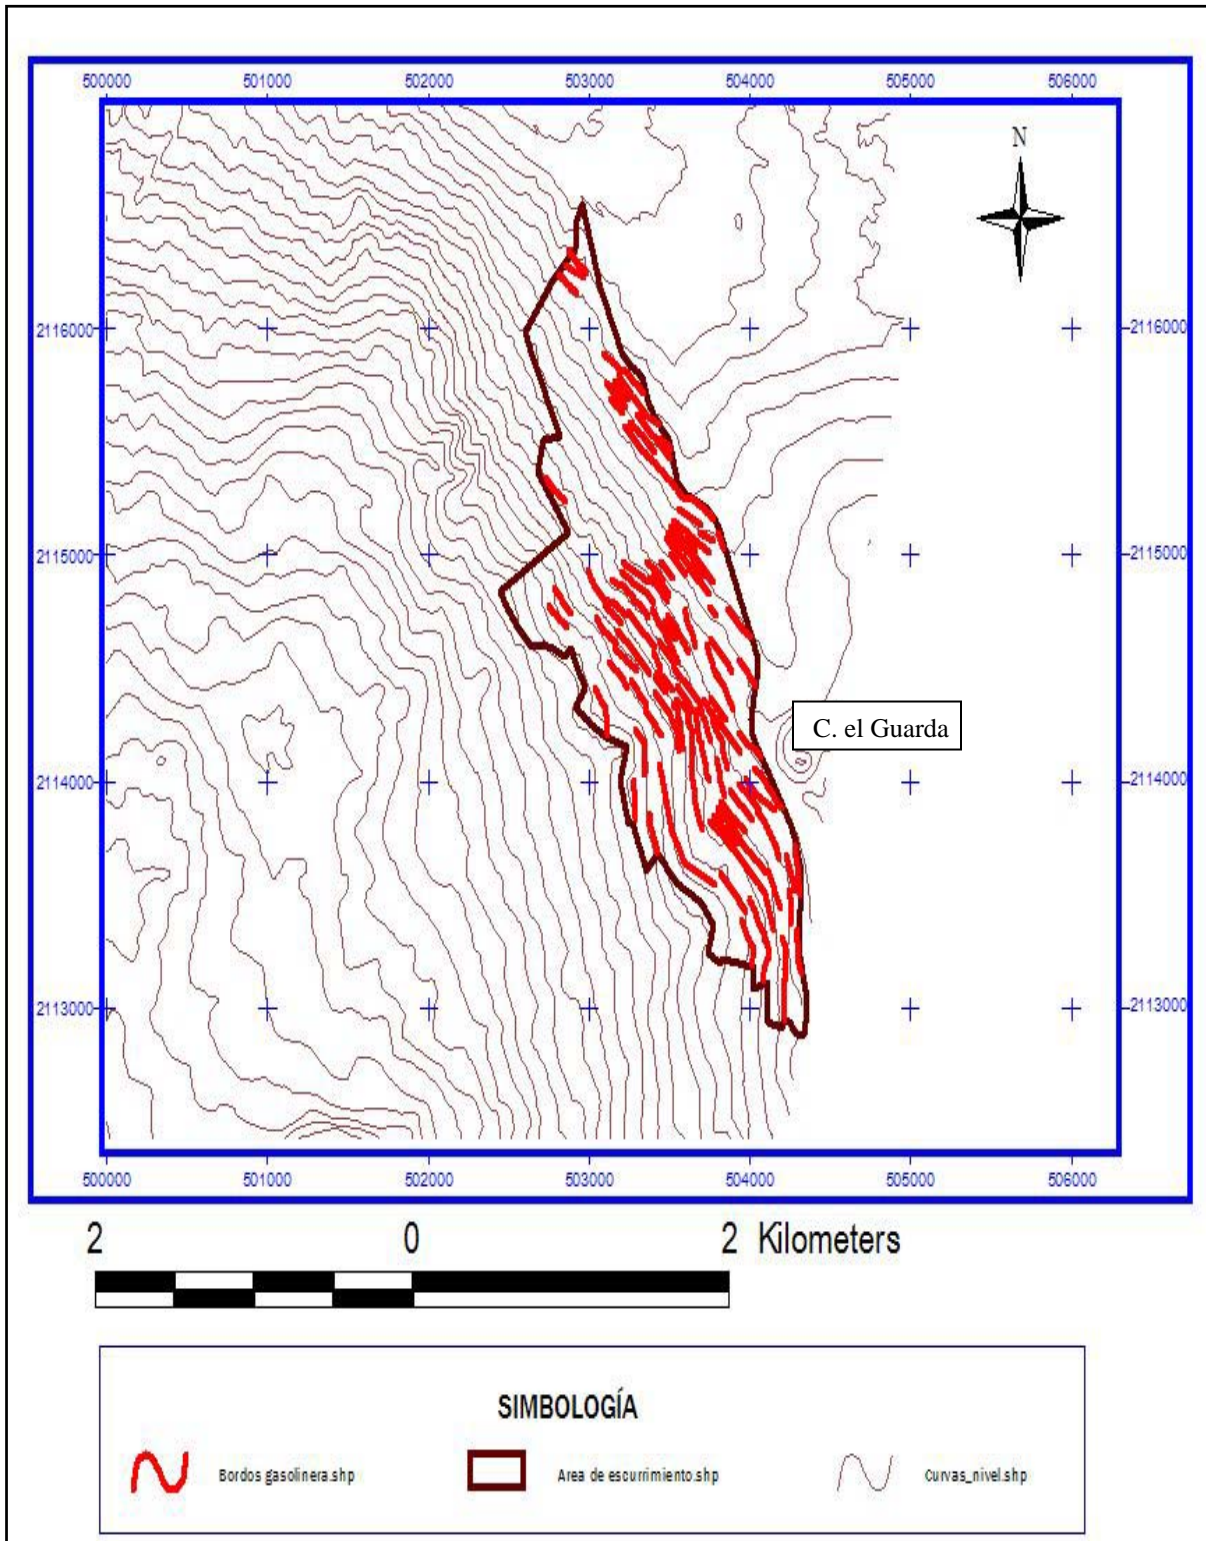 500000 501000 502000 503000 504000 505000 506000
N
2116000 2116000
C. el Guarda
2115000 2115000
2114000 2114000
2113000 2113000
500000 501000 502000 503000 504000 505000 506000
2 0 2 Kilometers
SIMBOLOGÍA
Bordos gasolinera.shp Area de escurrimiento.shp Curvas_nivel.shp